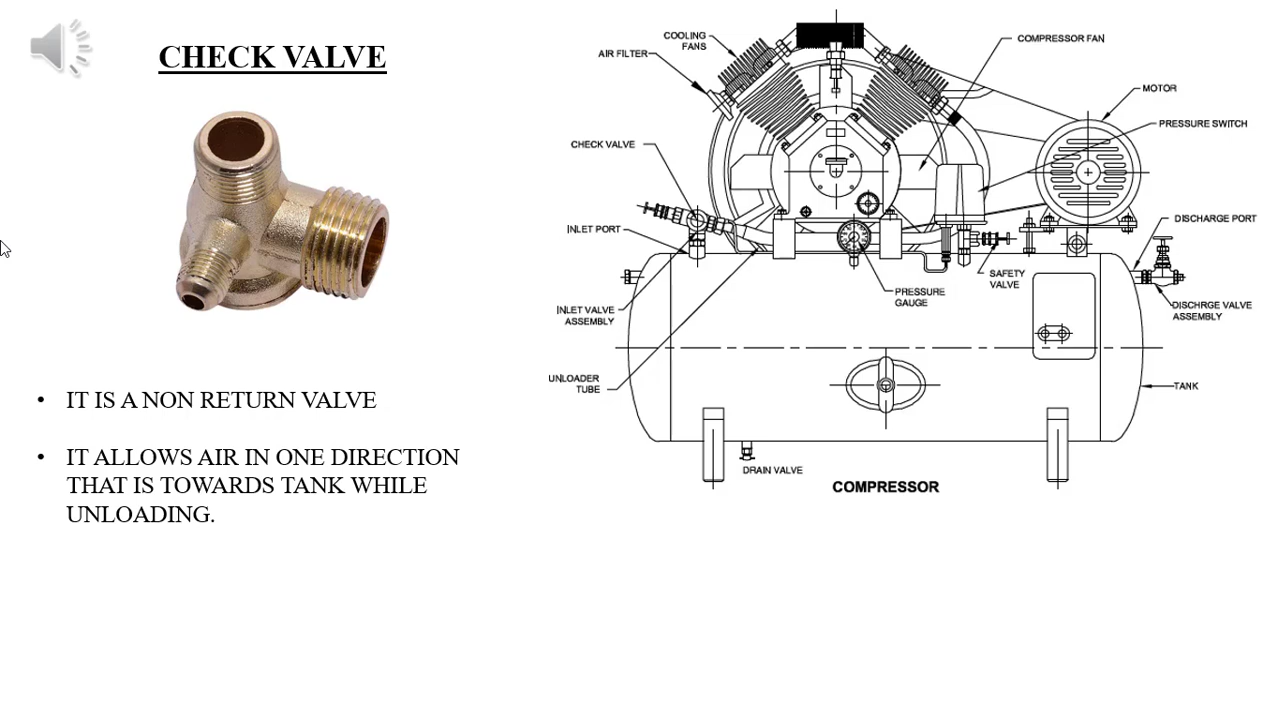 CHECK VALVE
• IT IS A NON RETURN VALVE
• IT ALLOWS AIR IN ONE DIRECTION
THAT IS TOWARDS TANK WHILE
UNLOADING.
COOLING
FANS
AIR FILTER
COMPRESSOR FAN
MOTOR
PRESSURE SWITCH
CHECK VALVE
DISCHARGE PORT
INLET PORT
SAFETY
VALVE
PRESSURE
GAUGE
INLET VALVE
ASSEMBLY
DISCHRGE VALVE
ASSEMBLY
UNLOADER
TUBE
TANK
DRAIN VALVE
COMPRESSOR